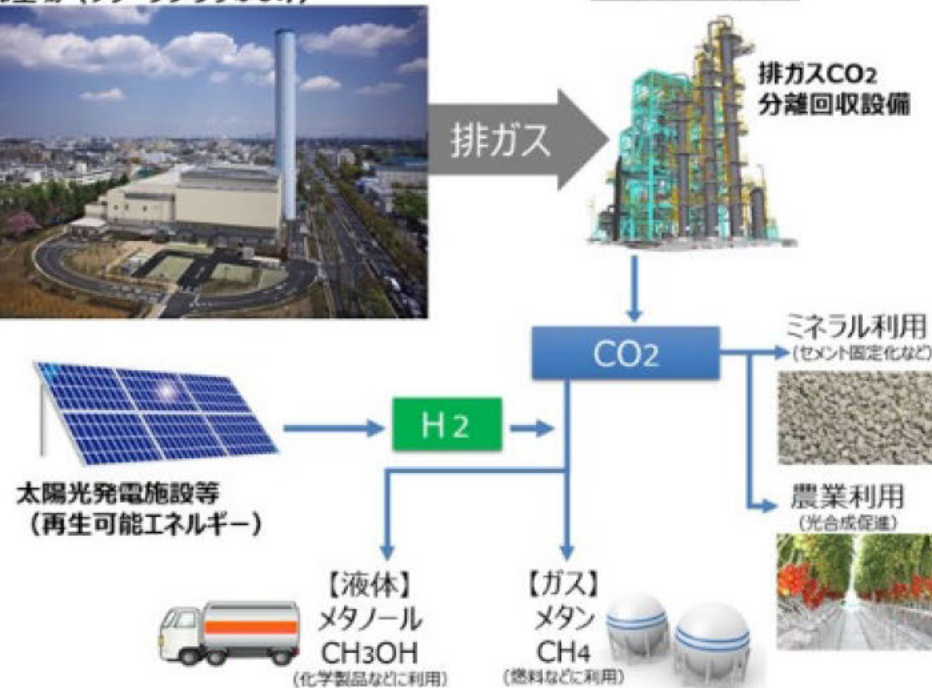 排ガス
排ガスCO2
分離回収設備
CO2
ミネラル利用
(セメント固定化など)
H2
太陽光発電施設等
（再生可能エネルギー）
農業利用
(光合成促進)
【液体】
メタノール
CH3OH
(化学製品などに利用)
【ガス】
メタン
CH4
(燃料などに利用)